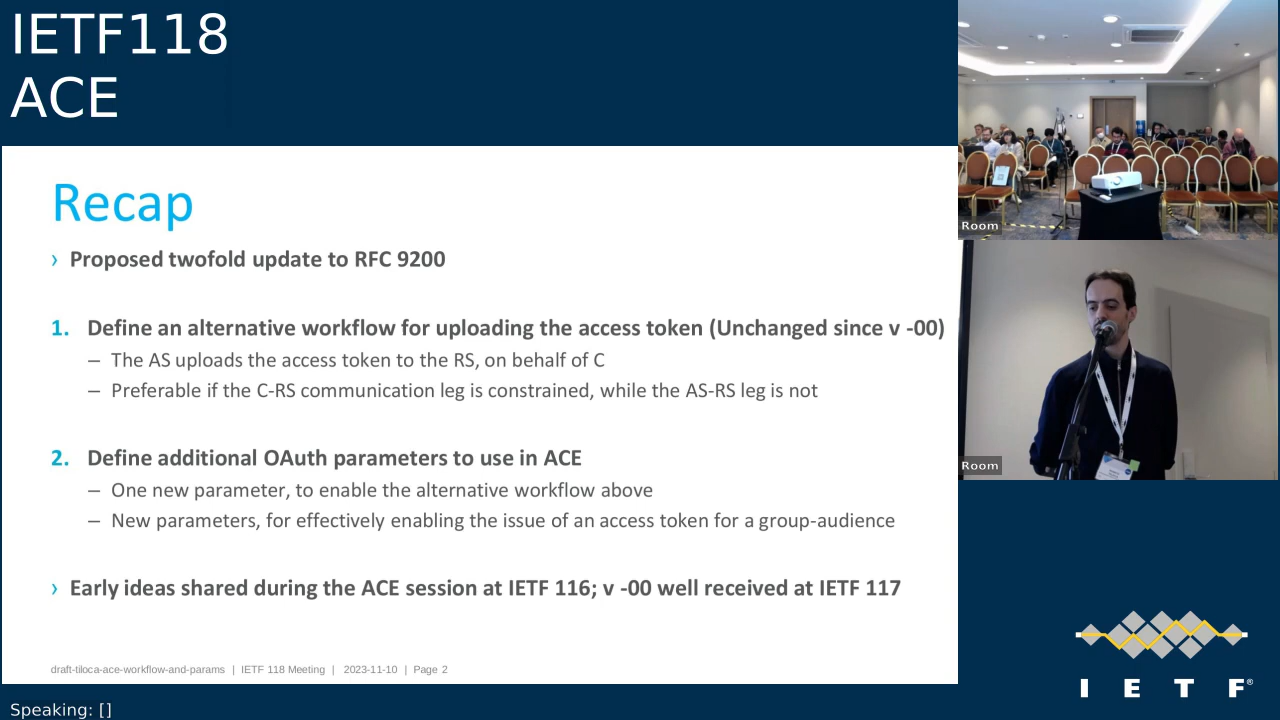 IETF118
ACE
Recap
› Proposed twofold update to RFC 9200
1. Define an alternative workflow for uploading the access token (Unchanged since v -00)
– The AS uploads the access token to the RS, on behalf of C
– Preferable if the C-RS communication leg is constrained, while the AS-RS leg is not
2. Define additional OAuth parameters to use in ACE
– One new parameter, to enable the alternative workflow above
– New parameters, for effectively enabling the issue of an access token for a group-audience
› Early ideas shared during the ACE session at IETF 116; v -00 well received at IETF 117
draft-tiloca-ace-workflow-and-params | IETF 118 Meeting | 2023-11-10 | Page 2
Speaking: []
Room
Room
I E T F®